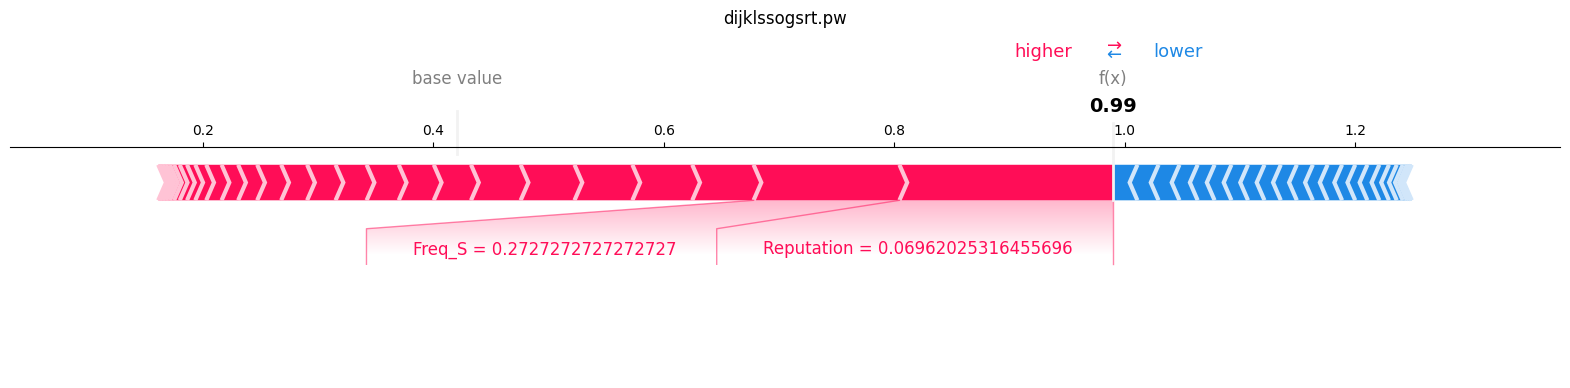 dijklssogsrt.pw
higher ⇄ lower
base value f(x)
0.99
0.2 0.4 0.6 0.8 1.0 1.2
Freq_S = 0.2727272727272727 Reputation = 0.06962025316455696